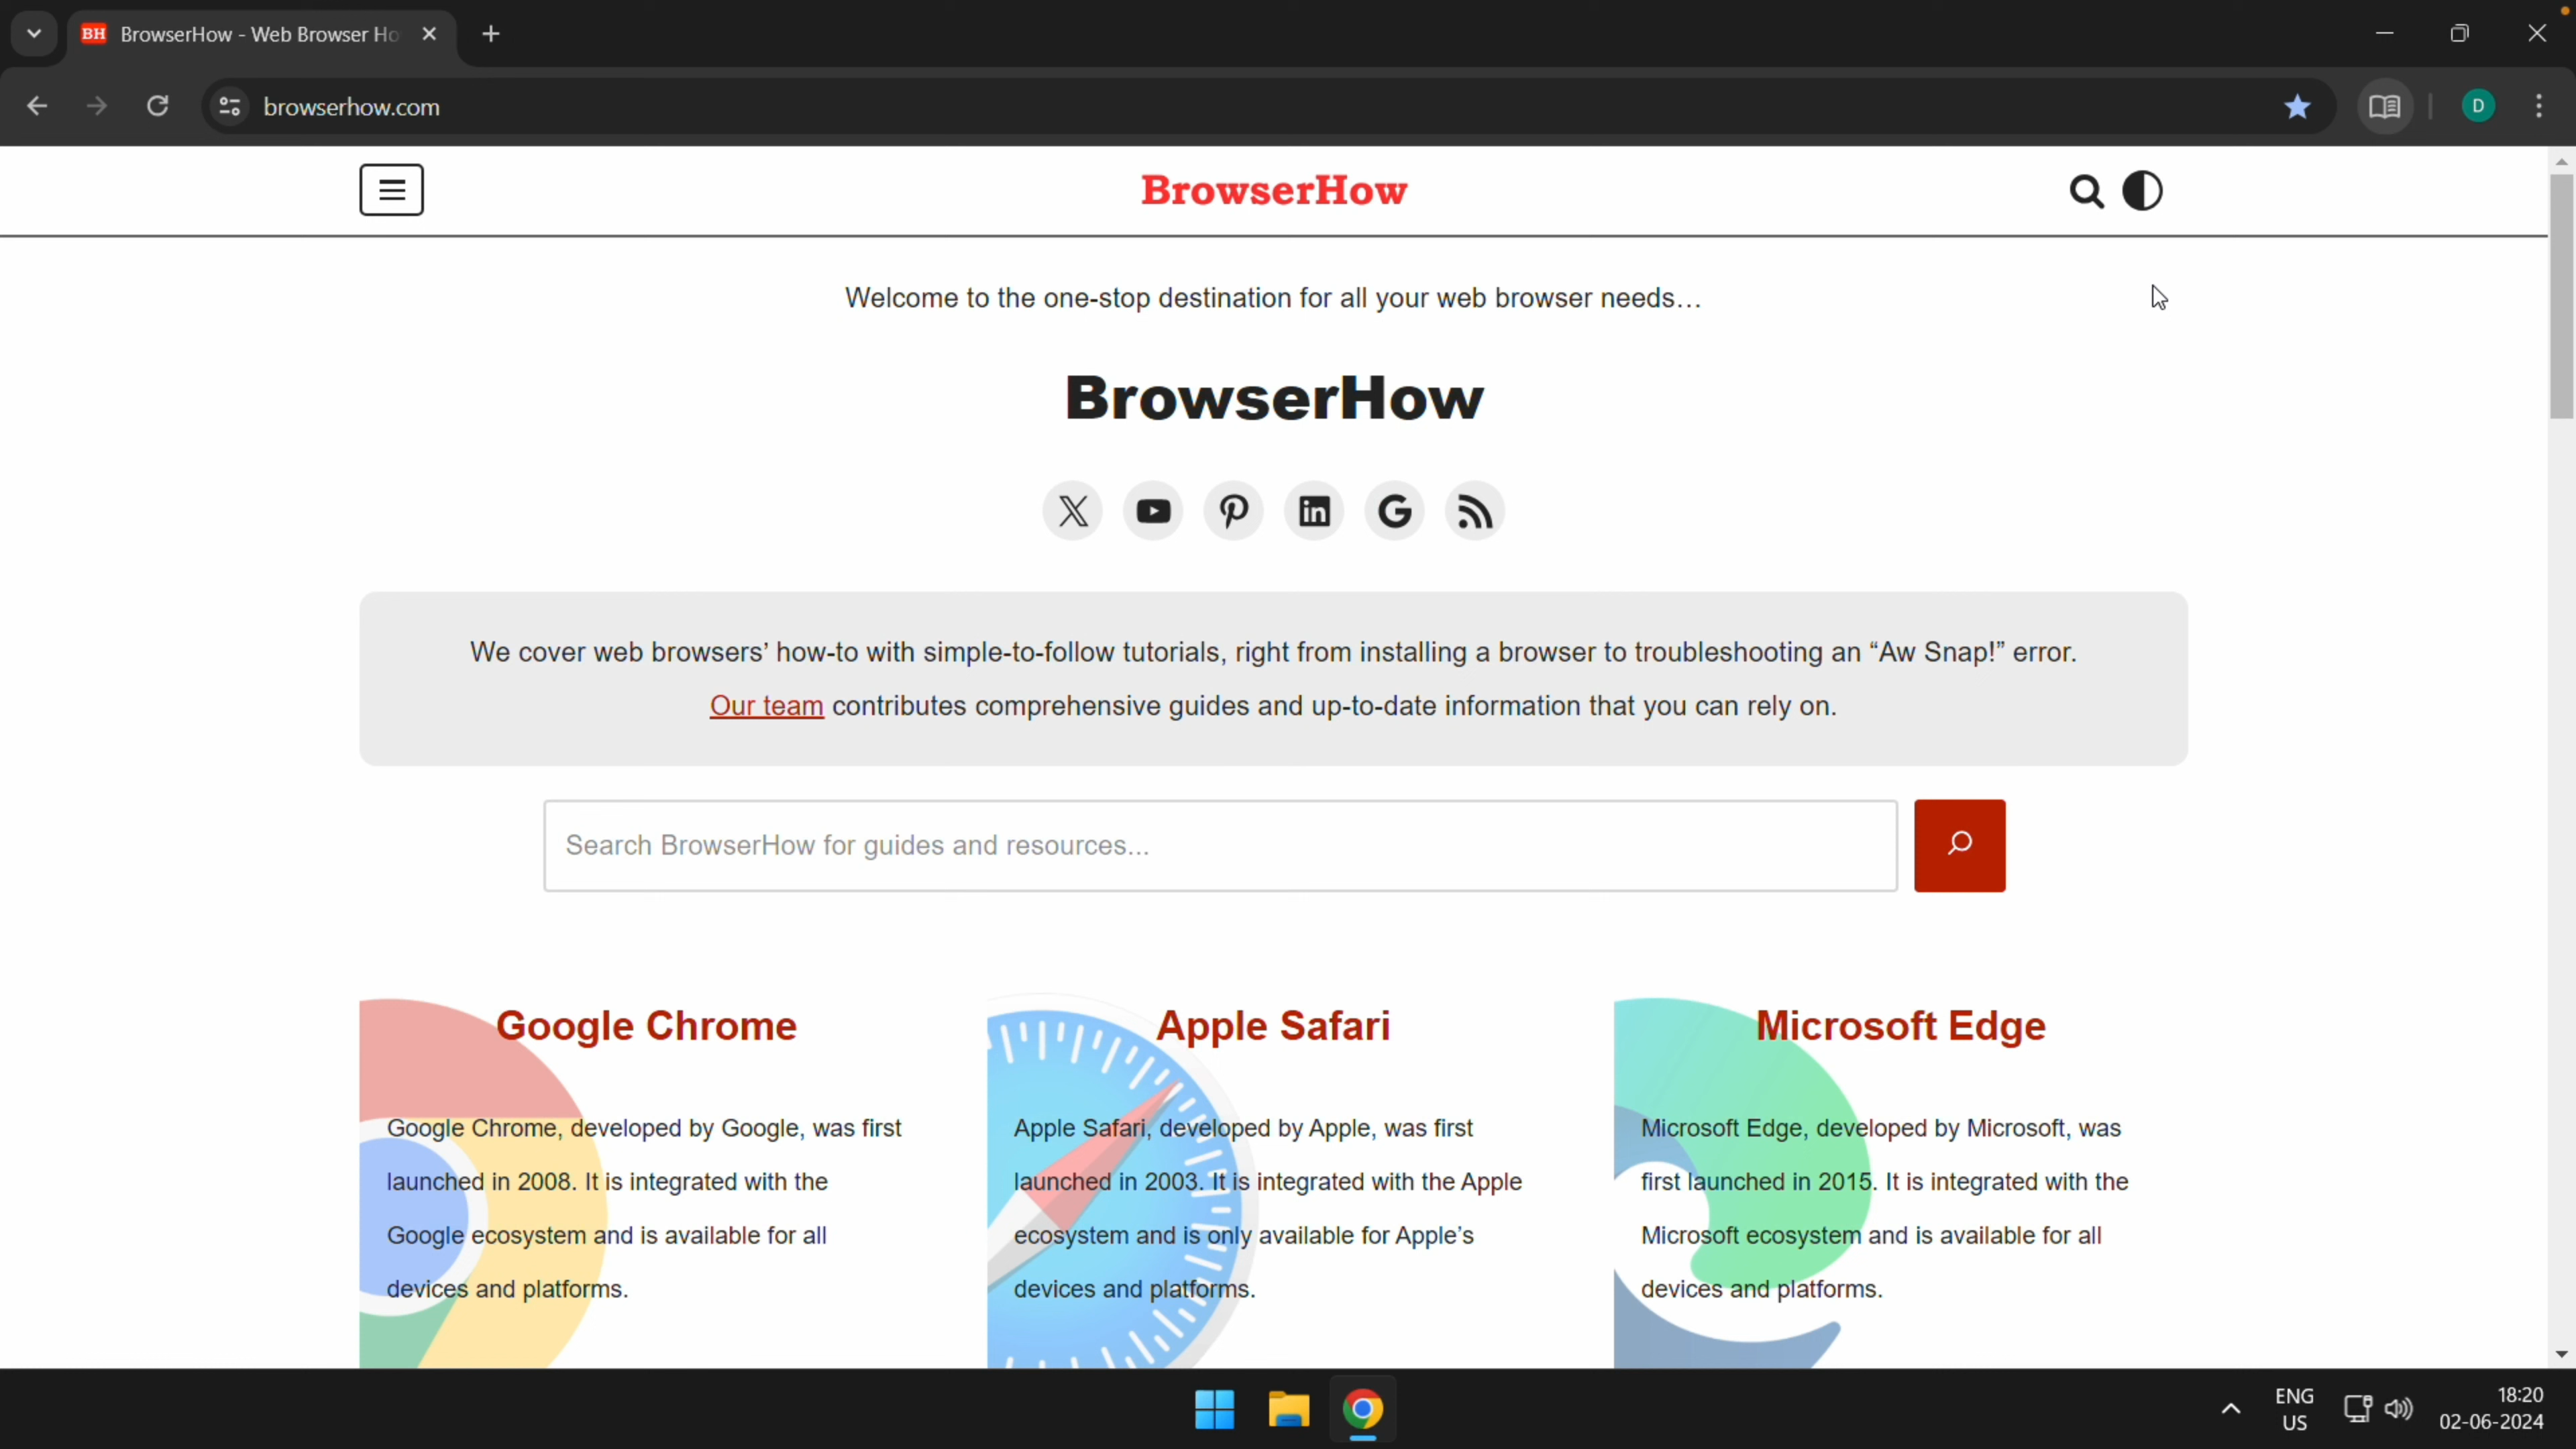 BH BrowserHow - Web Browser Ho
browserhow.com
D
BrowserHow
Welcome to the one-stop destination for all your web browser needs…
BrowserHow
We cover web browsers’ how-to with simple-to-follow tutorials, right from installing a browser to troubleshooting an “Aw Snap!” error.
Our team contributes comprehensive guides and up-to-date information that you can rely on.
Search BrowserHow for guides and resources...
Google Chrome
Google Chrome, developed by Google, was first
launched in 2008. It is integrated with the
Google ecosystem and is available for all
devices and platforms.
Apple Safari
Apple Safari, developed by Apple, was first
launched in 2003. It is integrated with the Apple
ecosystem and is only available for Apple’s
devices and platforms.
Microsoft Edge
Microsoft Edge, developed by Microsoft, was
first launched in 2015. It is integrated with the
Microsoft ecosystem and is available for all
devices and platforms.
ENG
US
18:20
02-06-2024